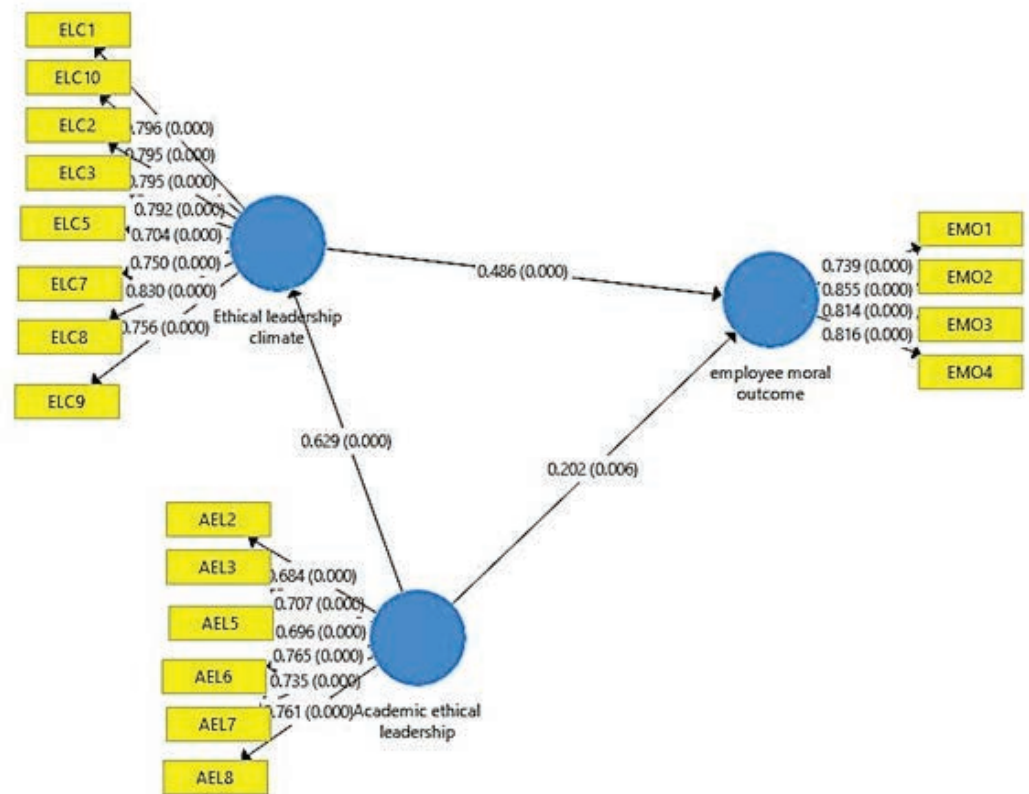 ELC1
ELC10
ELC2
ELC3
ELC5
ELC7
ELC8
ELC9
0.796 (0.000)
0.795 (0.000)
0.795 (0.000)
0.792 (0.000)
0.704 (0.000)
0.750 (0.000)
0.830 (0.000)
0.756 (0.000)
Ethical leadership
climate
0.486 (0.000)
EMO1
EMO2
EMO3
EMO4
0.739 (0.000)
0.855 (0.000)
0.814 (0.000)
0.816 (0.000)
employee moral
outcome
0.629 (0.000)
0.202 (0.006)
AEL2
AEL3
AEL5
AEL6
AEL7
AEL8
0.684 (0.000)
0.707 (0.000)
0.696 (0.000)
0.765 (0.000)
0.735 (0.000)
0.761 (0.000)
Academic ethical
leadership